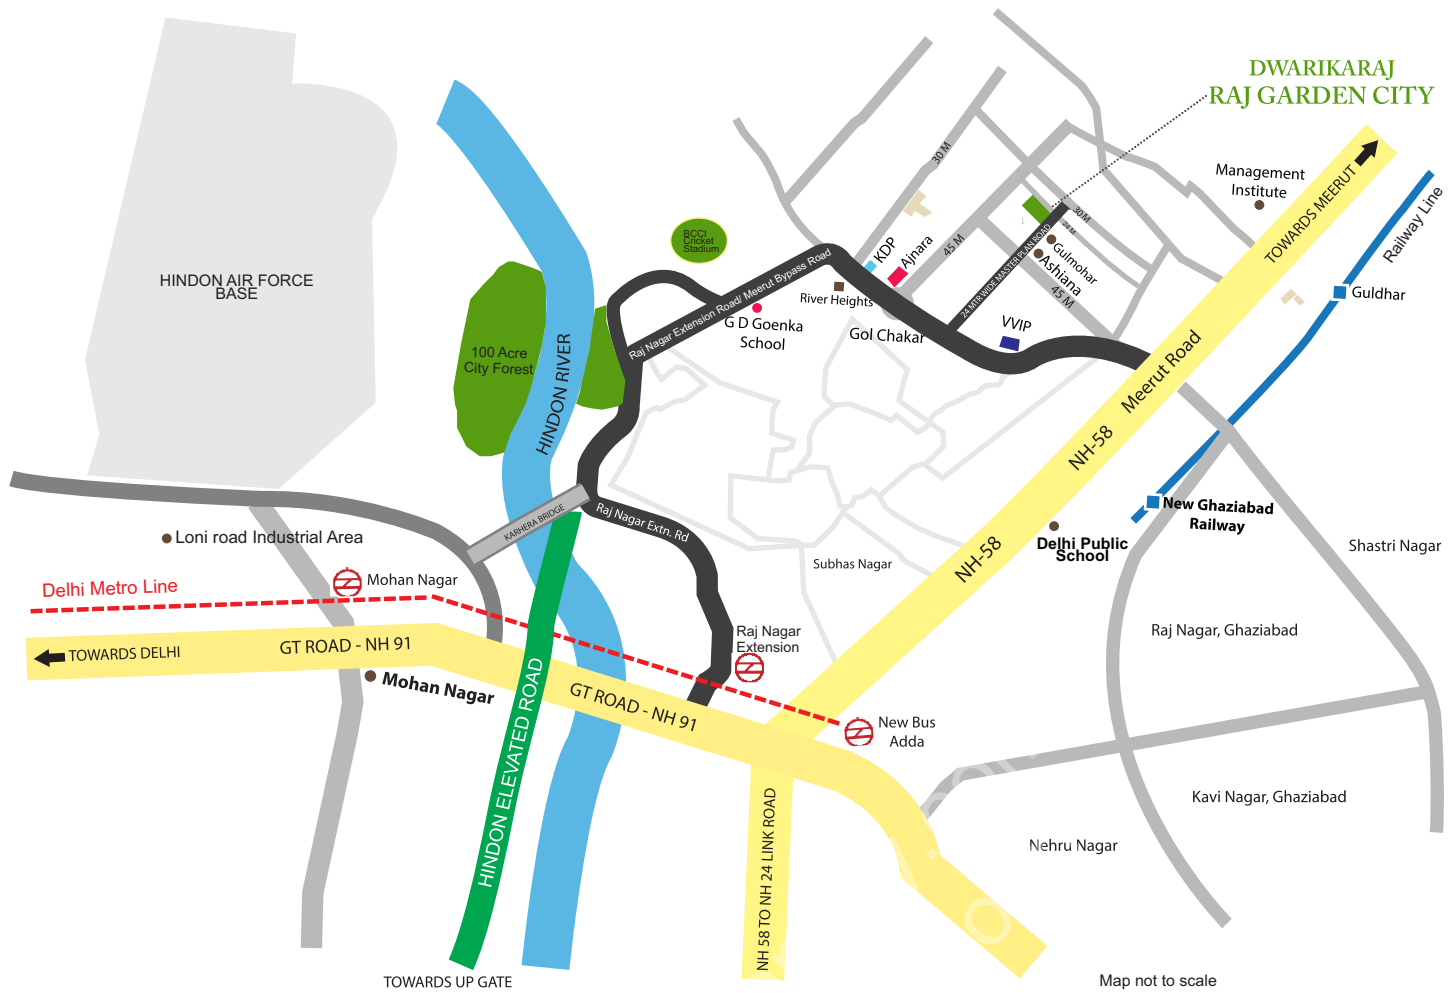 DWARIKARAJ
RAJ GARDEN CITY
TOWARDS MEERUT
Railway Line
Management
Institute
30 M
30M
24 M
45 M
45 M
24 MTR WIDE MASTER PLAN ROAD
Gulmohar
Ashiana
KDP
Ajnara
BCCI
Cricket
Stadium
HINDON AIR FORCE
BASE
Raj Nagar Extension Road/ Meerut Bypass Road
River Heights
G D Goenka
School
Gol Chakar
VVIP
Guldhar
Meerut Road
100 Acre
City Forest
HINDON RIVER
NH-58
NH-58
KARHERA BRIDGE
Raj Nagar Extn. Rd
New Ghaziabad
Railway
Delhi Public
School
Shastri Nagar
Subhas Nagar
Loni road Industrial Area
Mohan Nagar
Delhi Metro Line
Raj Nagar
Extension
Raj Nagar, Ghaziabad
TOWARDS DELHI
GT ROAD - NH 91
Mohan Nagar
GT ROAD - NH 91
New Bus
Adda
HINDON ELEVATED ROAD
NH 58 TO NH 24 LINK ROAD
Kavi Nagar, Ghaziabad
Nehru Nagar
TOWARDS UP GATE
Map not to scale